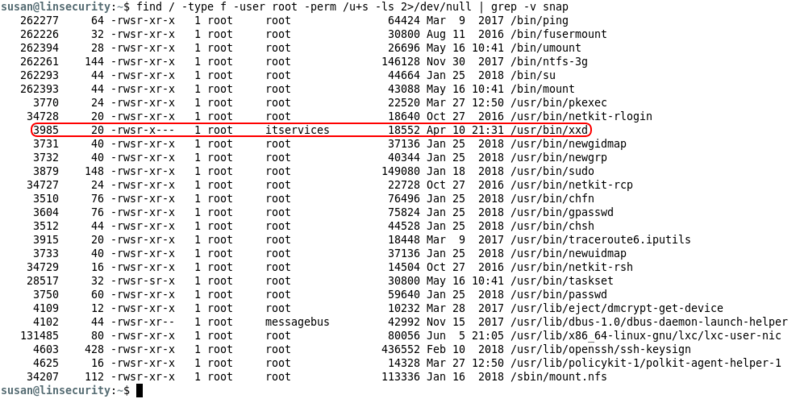 susan@linsecurity:~$ find / -type f -user root -perm /u+s -ls 2>/dev/null | grep -v snap
262277 64 -rwsr-xr-x 1 root root 64424 Mar 9 2017 /bin/ping
262226 32 -rwsr-xr-x 1 root root 30800 Aug 11 2016 /bin/fusermount
262394 28 -rwsr-xr-x 1 root root 26696 May 16 10:41 /bin/umount
262261 144 -rwsr-xr-x 1 root root 146128 Nov 30 2017 /bin/ntfs-3g
262293 44 -rwsr-xr-x 1 root root 44664 Jan 25 2018 /bin/su
262393 44 -rwsr-xr-x 1 root root 43088 May 16 10:41 /bin/mount
3770 24 -rwsr-xr-x 1 root root 22520 Mar 27 12:50 /usr/bin/pkexec
34728 20 -rwsr-xr-x 1 root root 18640 Oct 27 2016 /usr/bin/netkit-rlogin
3985 20 -rwsr-x--- 1 root itservices 18552 Apr 10 21:31 /usr/bin/xxd
3731 40 -rwsr-xr-x 1 root root 37136 Jan 25 2018 /usr/bin/newgidmap
3732 40 -rwsr-xr-x 1 root root 40344 Jan 25 2018 /usr/bin/newgrp
3879 148 -rwsr-xr-x 1 root root 149080 Jan 18 2018 /usr/bin/sudo
34727 24 -rwsr-xr-x 1 root root 22728 Oct 27 2016 /usr/bin/netkit-rcp
3510 76 -rwsr-xr-x 1 root root 76496 Jan 25 2018 /usr/bin/chfn
3604 76 -rwsr-xr-x 1 root root 75824 Jan 25 2018 /usr/bin/gpasswd
3512 44 -rwsr-xr-x 1 root root 44528 Jan 25 2018 /usr/bin/chsh
3915 20 -rwsr-xr-x 1 root root 18448 Mar 9 2017 /usr/bin/traceroute6.iputils
3733 40 -rwsr-xr-x 1 root root 37136 Jan 25 2018 /usr/bin/newuidmap
34729 16 -rwsr-xr-x 1 root root 14504 Oct 27 2016 /usr/bin/netkit-rsh
28517 32 -rwsr-sr-x 1 root root 30800 May 16 10:41 /usr/bin/taskset
3750 60 -rwsr-xr-x 1 root root 59640 Jan 25 2018 /usr/bin/passwd
4109 12 -rwsr-xr-x 1 root root 10232 Mar 28 2017 /usr/lib/eject/dmcrypt-get-device
4102 44 -rwsr-xr-- 1 root messagebus 42992 Nov 15 2017 /usr/lib/dbus-1.0/dbus-daemon-launch-helper
131485 80 -rwsr-xr-x 1 root root 80056 Jun 5 21:05 /usr/lib/x86_64-linux-gnu/lxc/lxc-user-nic
4603 428 -rwsr-xr-x 1 root root 436552 Feb 10 2018 /usr/lib/openssh/ssh-keysign
4625 16 -rwsr-xr-x 1 root root 14328 Mar 27 12:50 /usr/lib/policykit-1/polkit-agent-helper-1
34207 112 -rwsr-xr-x 1 root root 113336 Jan 16 2018 /sbin/mount.nfs
susan@linsecurity:~$